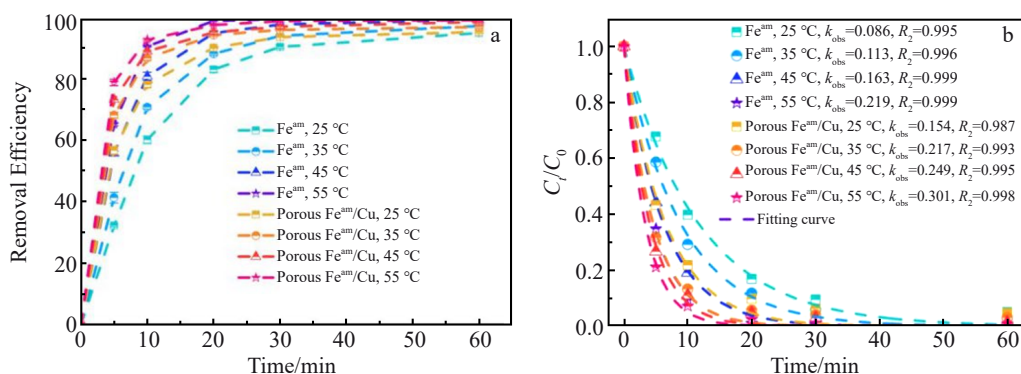 a
100
80
60
40
20
0
Removal Efficiency
Fe^am, 25 ℃
Fe^am, 35 ℃
Fe^am, 45 ℃
Fe^am, 55 ℃
Porous Fe^am/Cu, 25 ℃
Porous Fe^am/Cu, 35 ℃
Porous Fe^am/Cu, 45 ℃
Porous Fe^am/Cu, 55 ℃
0 10 20 30 40 50 60
Time/min
b
1.0
0.8
0.6
0.4
0.2
0.0
C_t/C_0
Fe^am, 25 ℃, k_obs=0.086, R_2=0.995
Fe^am, 35 ℃, k_obs=0.113, R_2=0.996
Fe^am, 45 ℃, k_obs=0.163, R_2=0.999
Fe^am, 55 ℃, k_obs=0.219, R_2=0.999
Porous Fe^am/Cu, 25 ℃, k_obs=0.154, R_2=0.987
Porous Fe^am/Cu, 35 ℃, k_obs=0.217, R_2=0.993
Porous Fe^am/Cu, 45 ℃, k_obs=0.249, R_2=0.995
Porous Fe^am/Cu, 55 ℃, k_obs=0.301, R_2=0.998
Fitting curve
0 10 20 30 40 50 60
Time/min